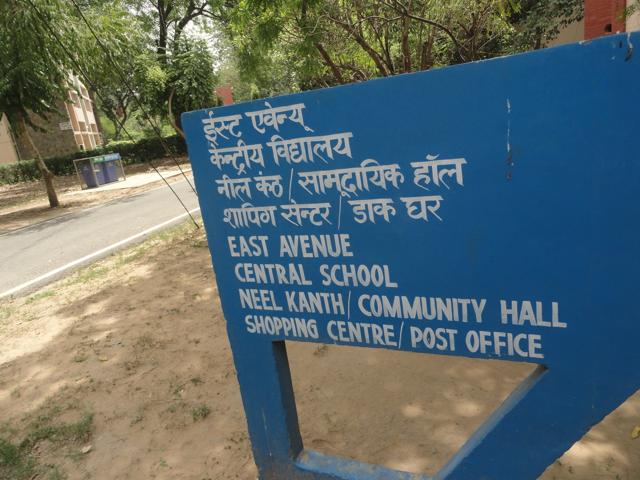 ईस्ट एवेन्यू
केन्द्रीय विद्यालय
नील कंठ / सामुदायिक हॉल
शापिंग सेन्टर / डाक घर
EAST AVENUE
CENTRAL SCHOOL
NEEL KANTH / COMMUNITY HALL
SHOPPING CENTRE / POST OFFICE